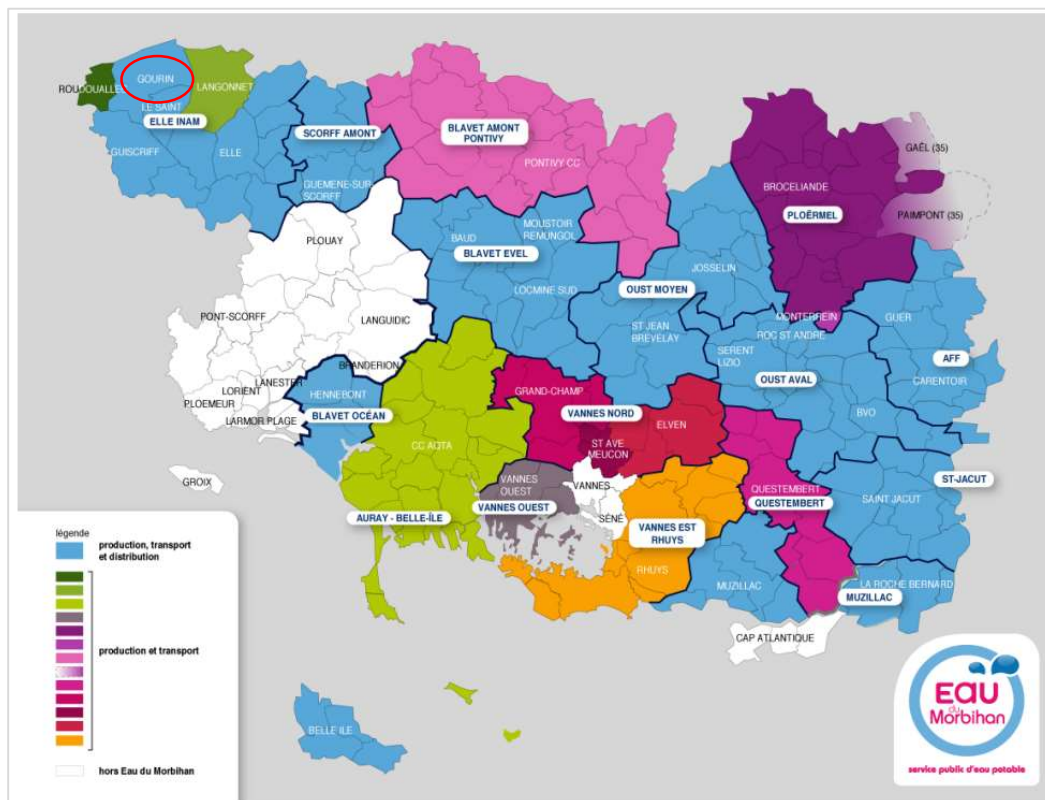 GOURIN
ROUDOUALLEC
LANGONNET
LE SAINT
ELLE INAM
GUISCRIFF
ELLE
SCORFF AMONT
GUEMENE-SUR-
SCORFF
BLAVET AMONT
PONTIVY
PONTIVY CC
GAËL (35)
BROCELIANDE
PLOËRMEL
PAIMPONT (35)
PLOUAY
BAUD
MOUSTOIR
REMUNGOL
BLAVET EVEL
JOSSELIN
LOCMINE SUD
OUST MOYEN
PONT-SCORFF
LANGUIDIC
ST JEAN
BREVELAY
MONTERREIN
GUER
ROC ST ANDRE
SERENT
LIZIO
AFF
BRANDERION
LANESTER
LORIENT
PLOEMEUR
LARMOR PLAGE
HENNEBONT
BLAVET OCÉAN
GRAND-CHAMP
VANNES NORD
OUST AVAL
CARENTOIR
BVO
ELVEN
ST AVE
MEUCON
CC AQTA
GROIX
VANNES
OUEST
VANNES OUEST
VANNES
SÉNÉ
QUESTEMBERT
QUESTEMBERT
ST-JACUT
SAINT JACUT
AURAY - BELLE-ÎLE
VANNES EST
RHUYS
RHUYS
MUZILLAC
LA ROCHE BERNARD
MUZILLAC
CAP ATLANTIQUE
BELLE ILE
légende
production, transport
et distribution
production et transport
hors Eau du Morbihan
EAU
du
Morbihan
service public d'eau potable